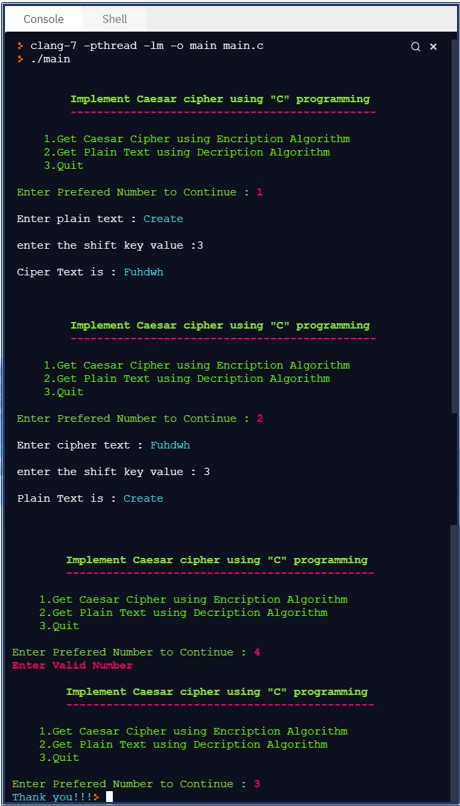 Console Shell
clang-7 -pthread -lm -o main main.c
./main
Implement Caesar cipher using "C" programming
----------------------------------------------
1.Get Caesar Cipher using Encription Algorithm
2.Get Plain Text using Decription Algorithm
3.Quit
Enter Prefered Number to Continue : 1
Enter plain text : Create
enter the shift key value :3
Ciper Text is : Fuhdwh
Implement Caesar cipher using "C" programming
----------------------------------------------
1.Get Caesar Cipher using Encription Algorithm
2.Get Plain Text using Decription Algorithm
3.Quit
Enter Prefered Number to Continue : 2
Enter cipher text : Fuhdwh
enter the shift key value : 3
Plain Text is : Create
Implement Caesar cipher using "C" programming
----------------------------------------------
1.Get Caesar Cipher using Encription Algorithm
2.Get Plain Text using Decription Algorithm
3.Quit
Enter Prefered Number to Continue : 4
Enter Valid Number
Implement Caesar cipher using "C" programming
----------------------------------------------
1.Get Caesar Cipher using Encription Algorithm
2.Get Plain Text using Decription Algorithm
3.Quit
Enter Prefered Number to Continue : 3
Thank you!!!